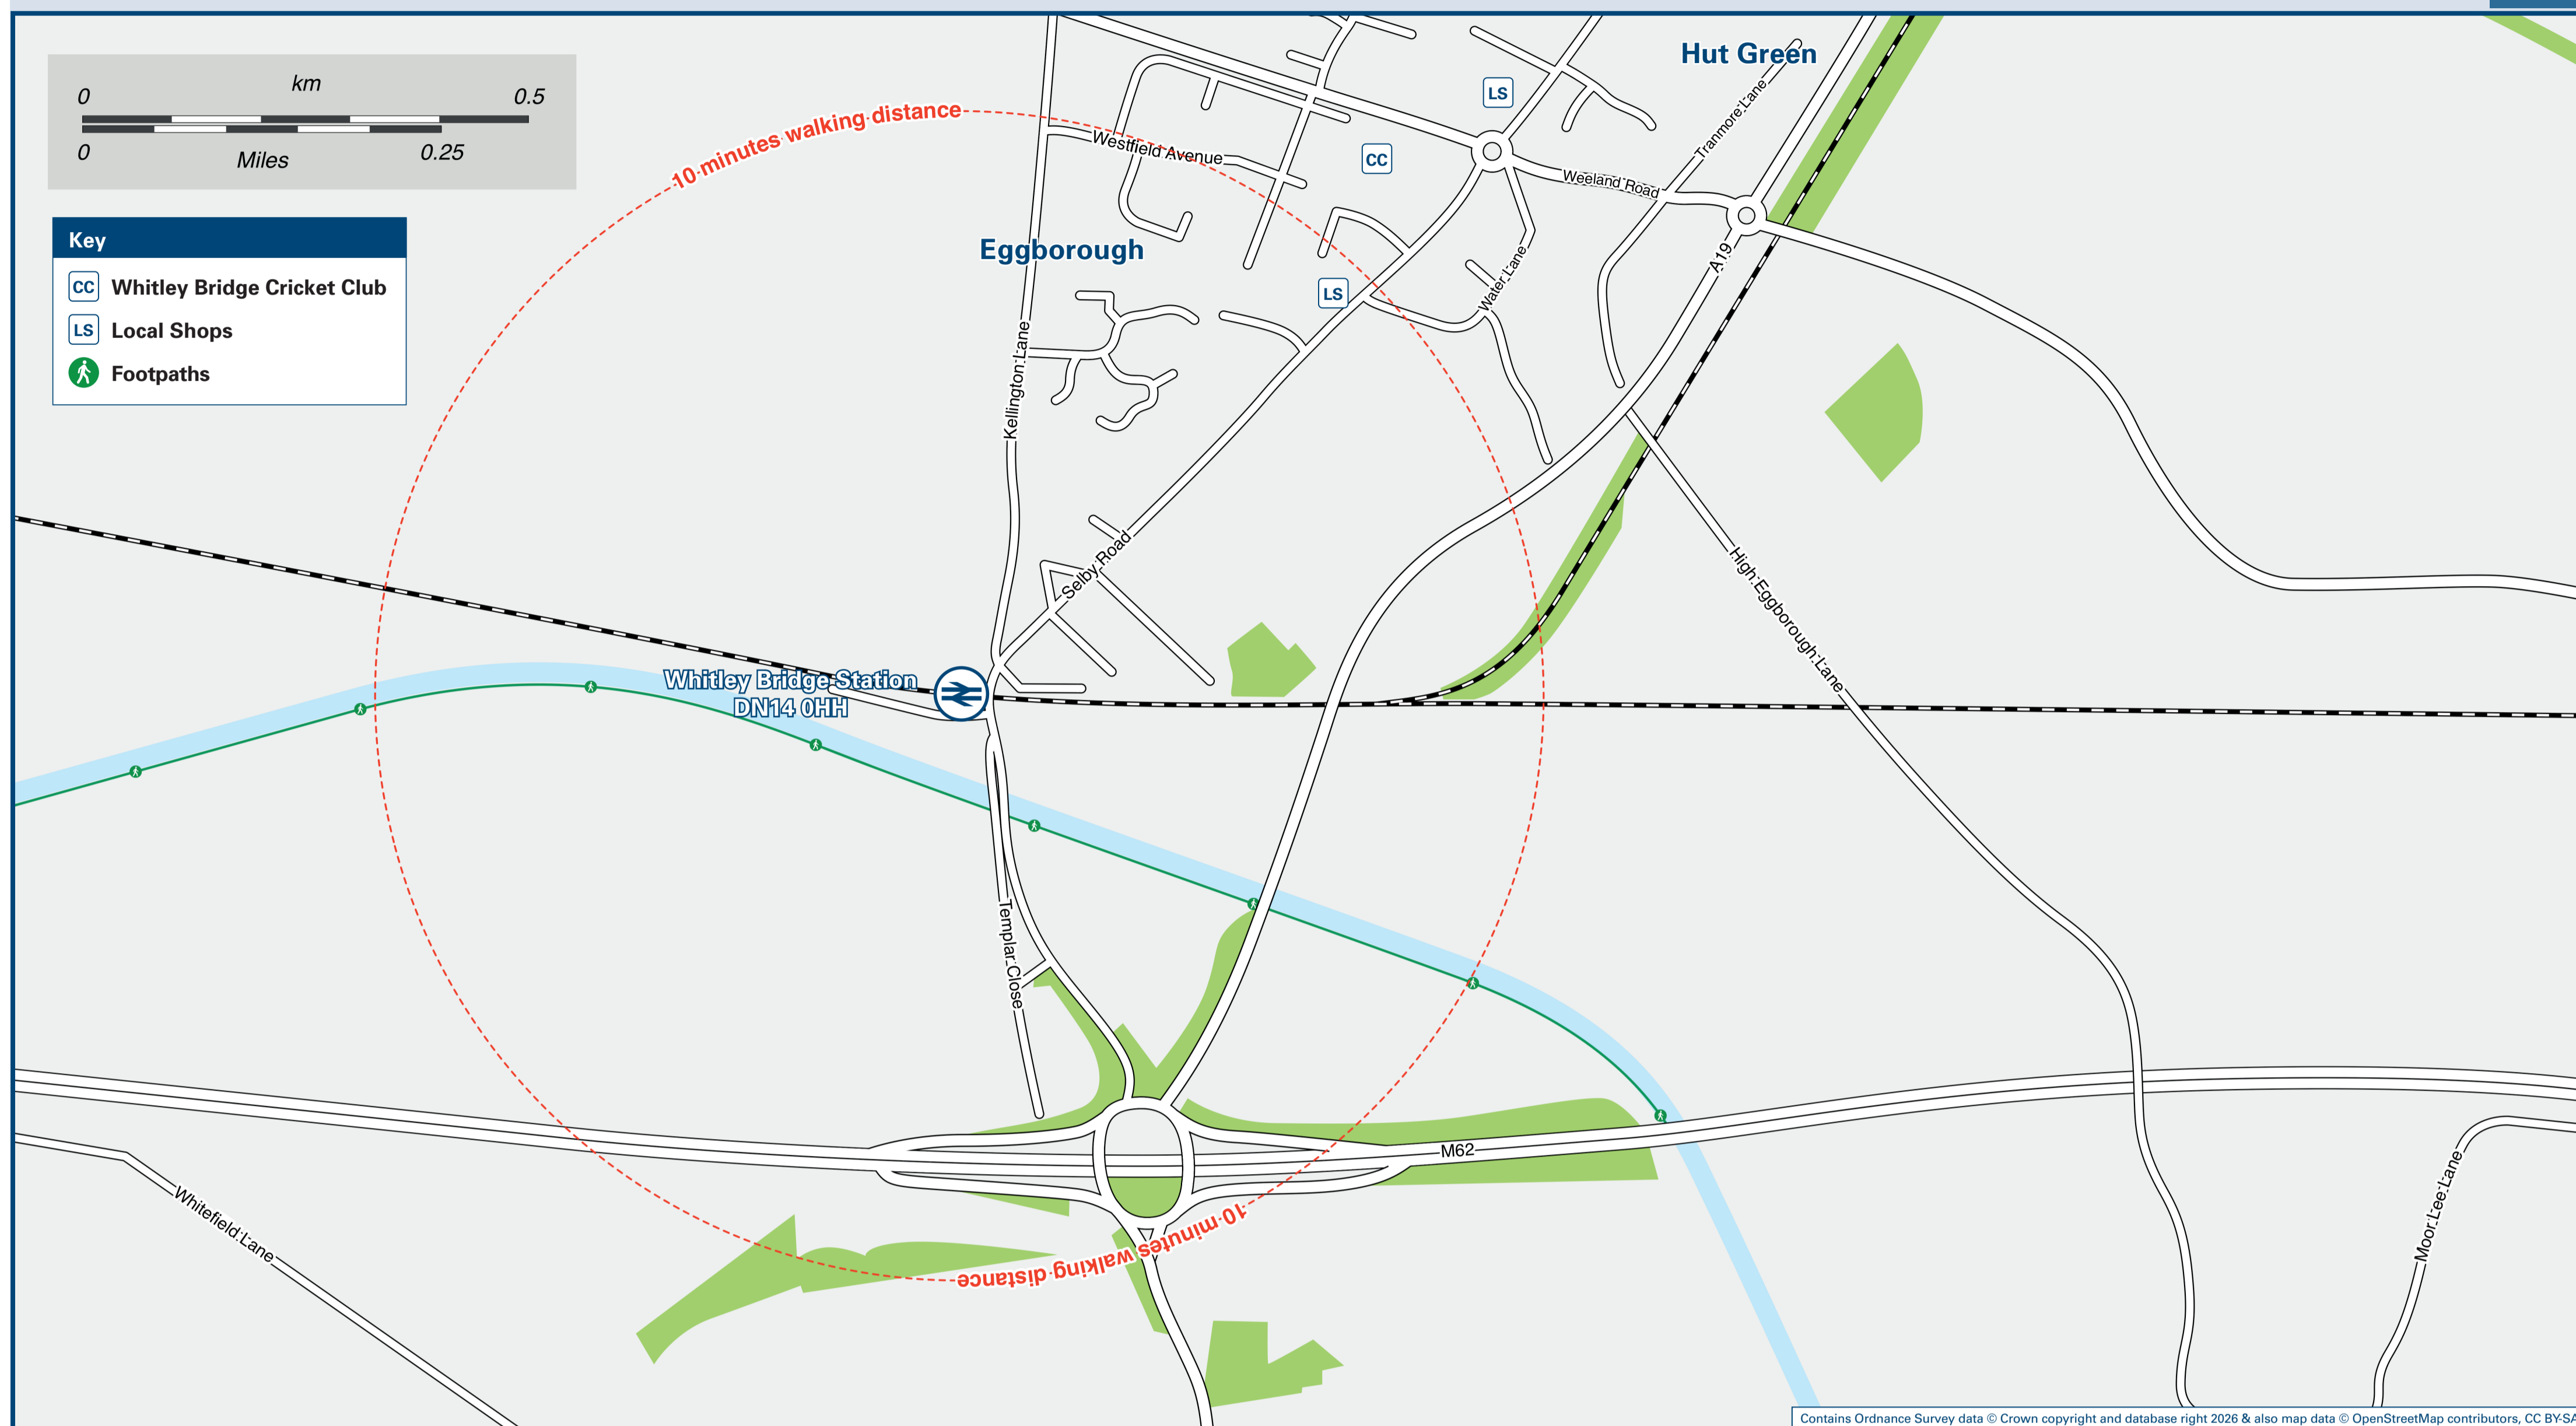 km
0
0.5
0
Miles
0.25
Key
CC
Whitley Bridge Cricket Club
LS
Local Shops
Footpaths
10 minutes walking distance
Hut Green
LS
Tranmore Lane
Westfield Avenue
CC
Weeland Road
Eggborough
A19
Water Lane
LS
Kellington Lane
Selby Road
High Eggborough Lane
Whitley Bridge Station
DN14 0HH
Templar Close
M62
Whitefield Lane
10 minutes walking distance
Moor Lee Lane
Contains Ordnance Survey data © Crown copyright and database right 2026 & also map data © OpenStreetMap contributors, CC BY-SA